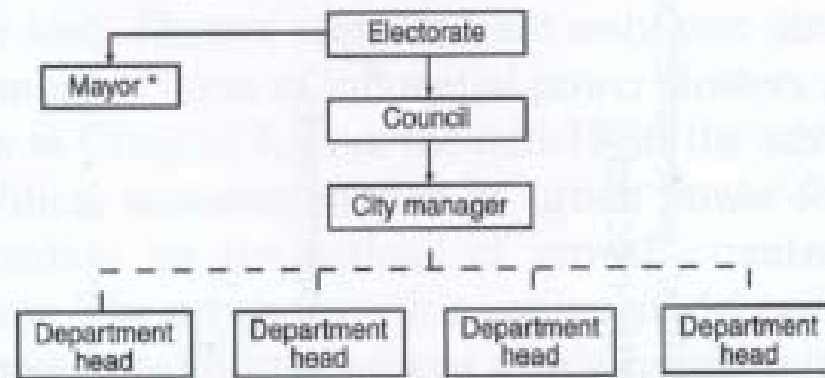 Electorate
Mayor *
Council
City manager
Department
head
Department
head
Department
head
Department
head